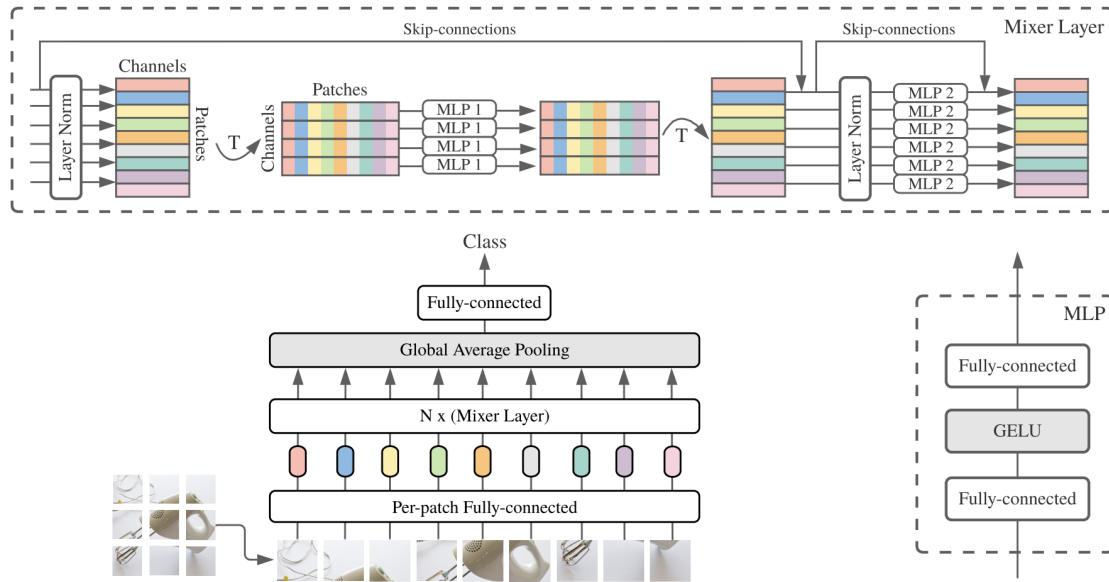 Skip-connections
Skip-connections
Mixer Layer
Channels
Layer Norm
Patches
T
Channels
Patches
MLP 1
MLP 1
MLP 1
MLP 1
T
Layer Norm
MLP 2
MLP 2
MLP 2
MLP 2
MLP 2
MLP 2
Class
Fully-connected
Global Average Pooling
N x (Mixer Layer)
Per-patch Fully-connected
MLP
Fully-connected
GELU
Fully-connected